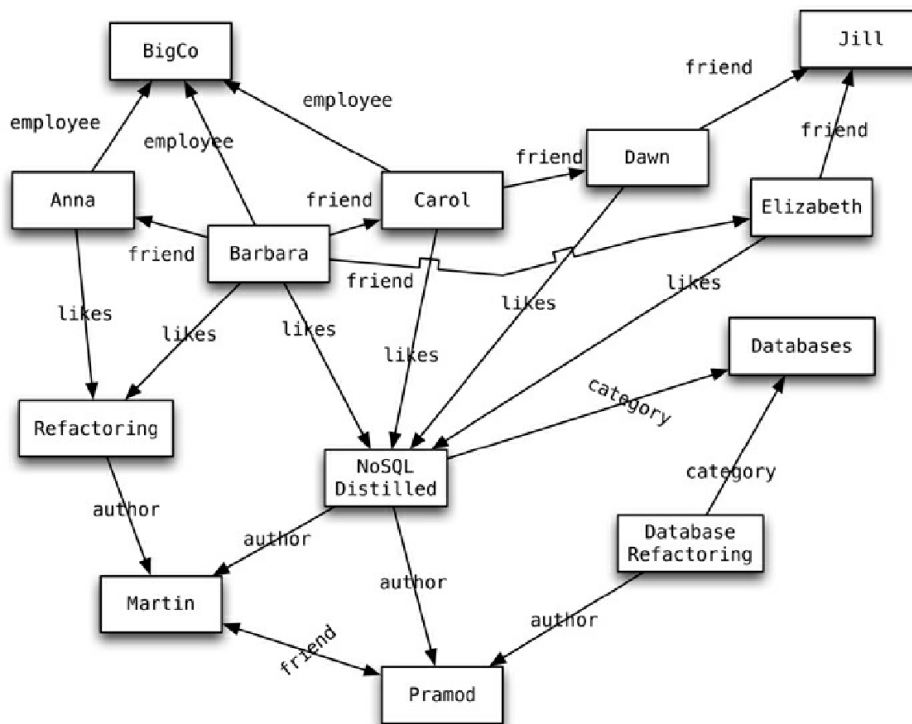 BigCo
Jill
friend
employee
employee
employee
friend
friend
Dawn
Anna
friend
Carol
Elizabeth
friend
Barbara
friend
likes
likes
likes
likes
likes
likes
Databases
category
Refactoring
NoSQL
Distilled
category
author
Database
Refactoring
author
author
Martin
author
friend
Pramod